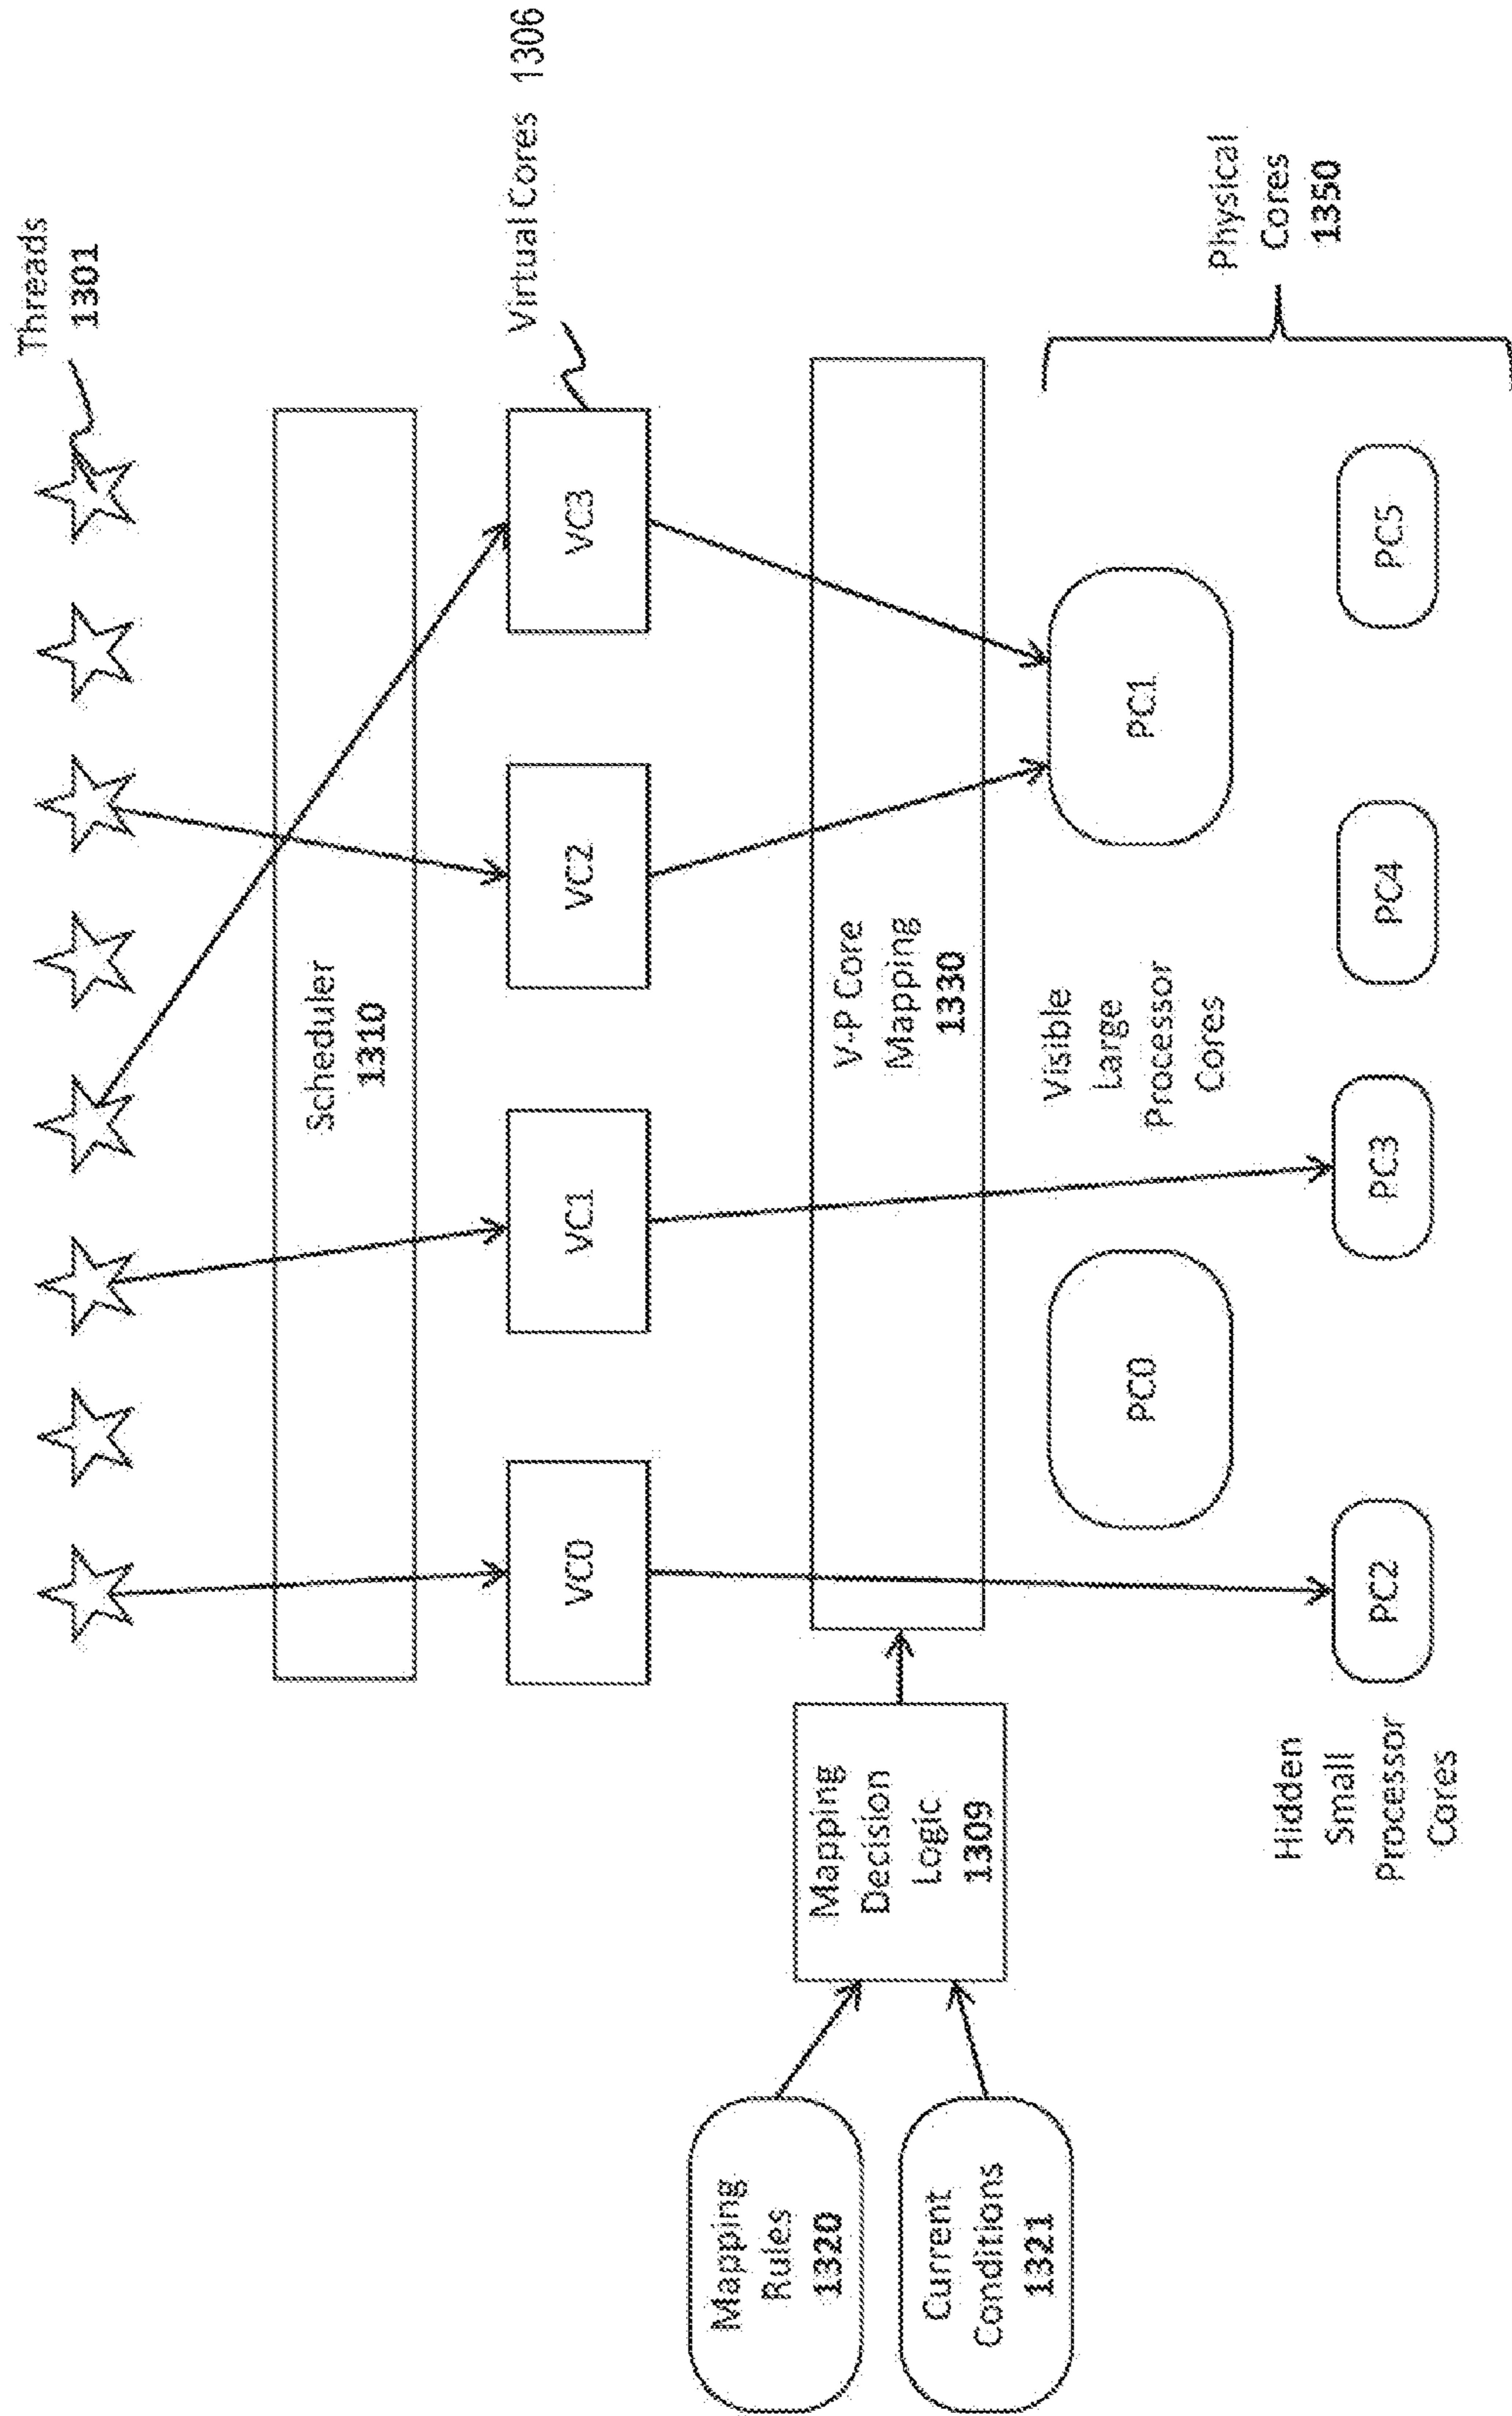 Threads
1301
Scheduler
1310
Virtual Cores 1306
VC0
VC1
VC2
VC3
Mapping
Rules
1320
Current
Conditions
1321
Mapping
Decision
Logic
1309
V-P Core
Mapping
1330
Visible
Large
Processor
Cores
PC0
PC1
Physical
Cores
1350
Hidden
Small
Processor
Cores
PC2
PC3
PC4
PC5